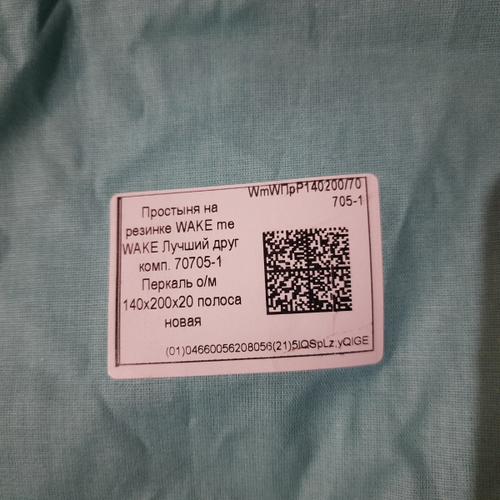 WmWПрР140200/70
705-1
Простыня на
резинке WAKE me
WAKE Лучший друг
комп. 70705-1
Перкаль о/м
140х200х20 полоса
новая
(01)04660056208056(21)5jQSpLz,yQIGE